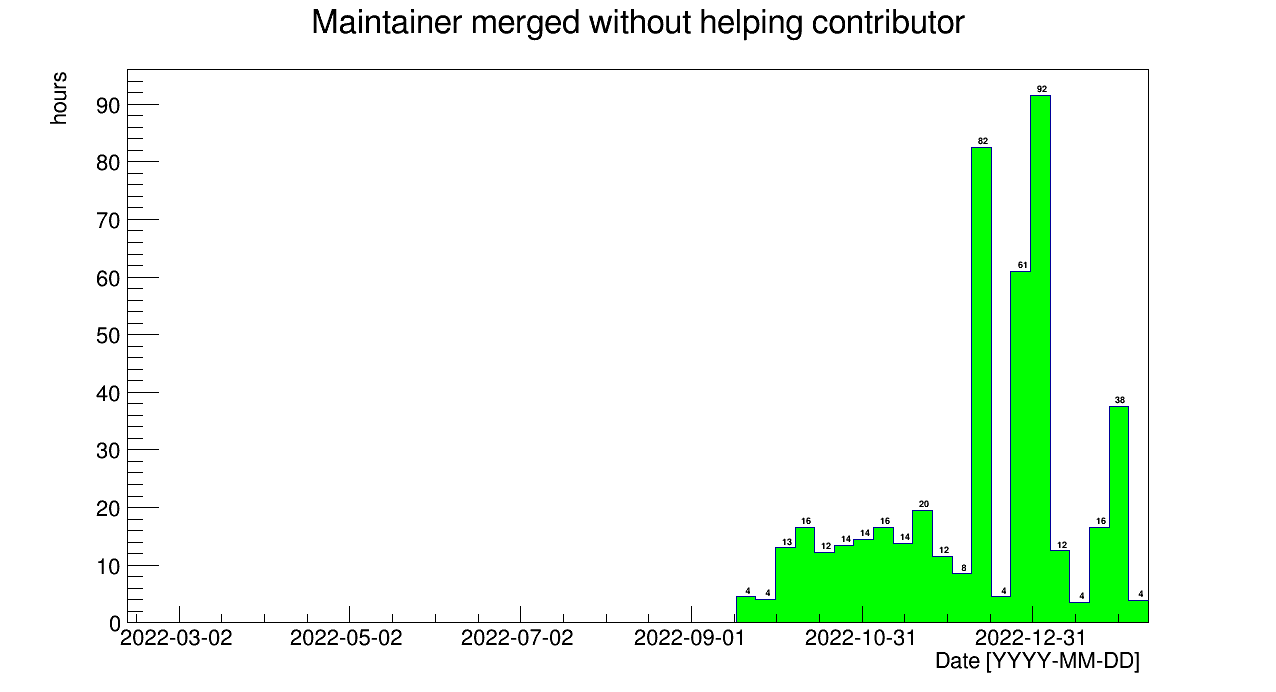 Maintainer merged without helping contributor
hours
90
80
70
60
50
40
30
20
10
0
4 4 13 16 12 14 14 16 14 20 12 8 82 4 61 92 12 4 16 38 4
2022-03-02 2022-05-02 2022-07-02 2022-09-01 2022-10-31 2022-12-31
Date [YYYY-MM-DD]